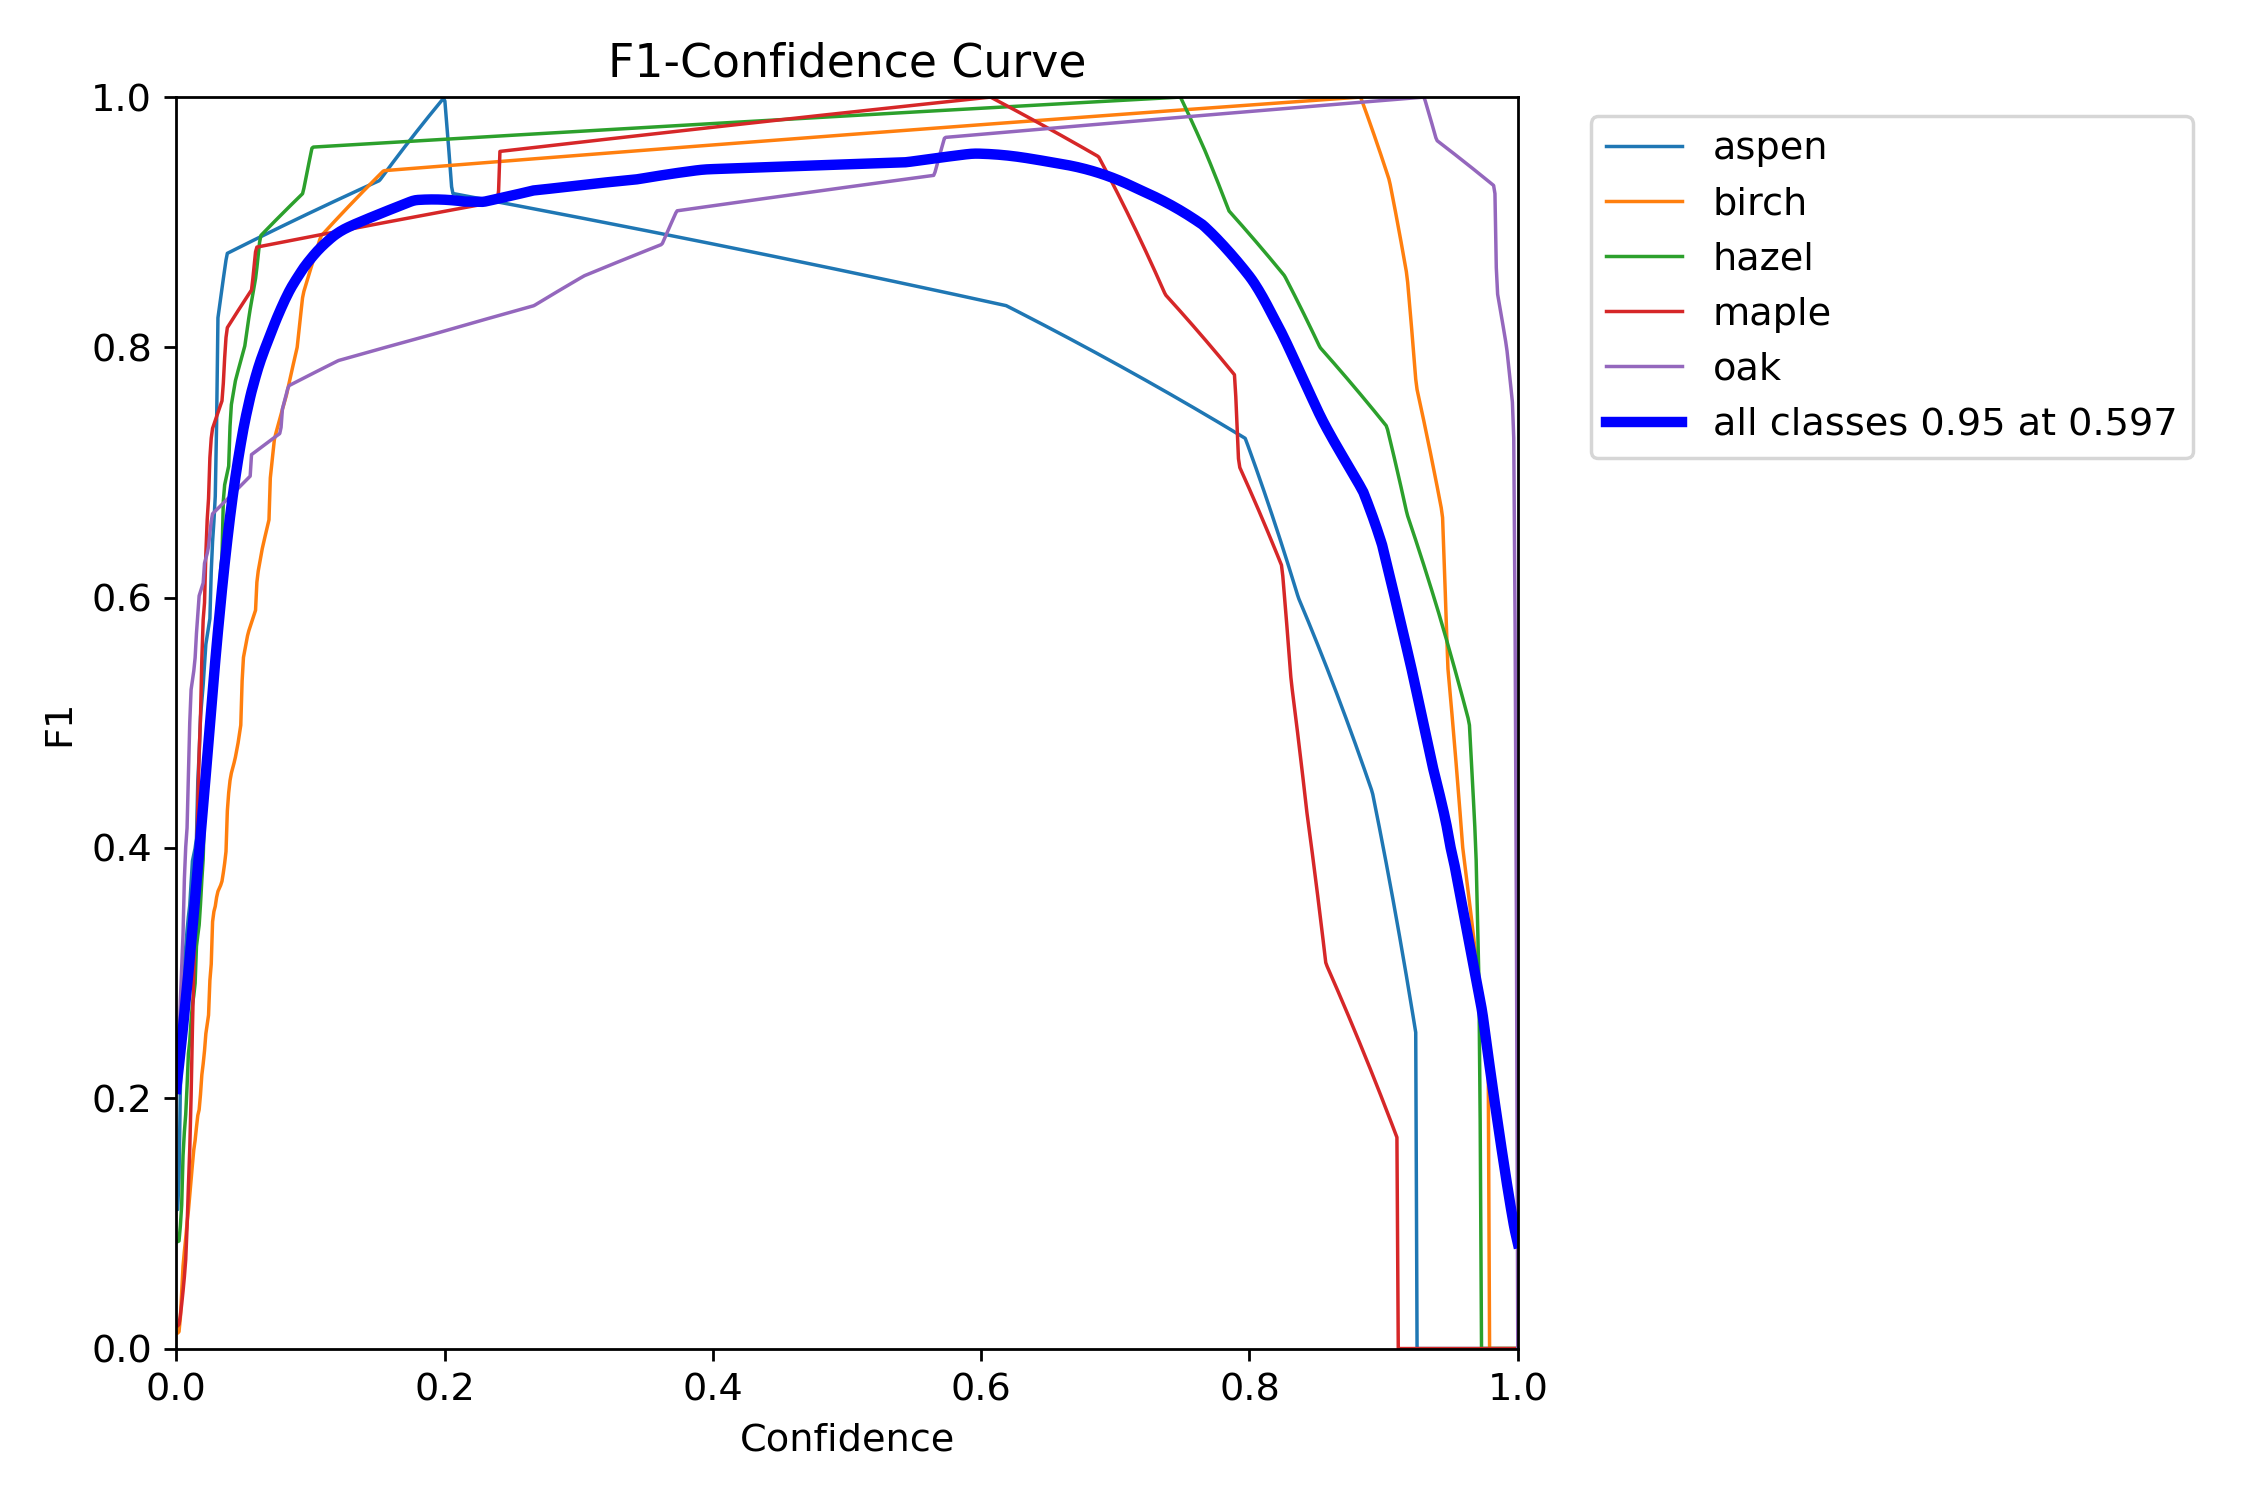 F1-Confidence Curve
1.0
0.8
0.6
0.4
0.2
0.0
F1
0.0 0.2 0.4 0.6 0.8 1.0
Confidence
aspen
birch
hazel
maple
oak
all classes 0.95 at 0.597